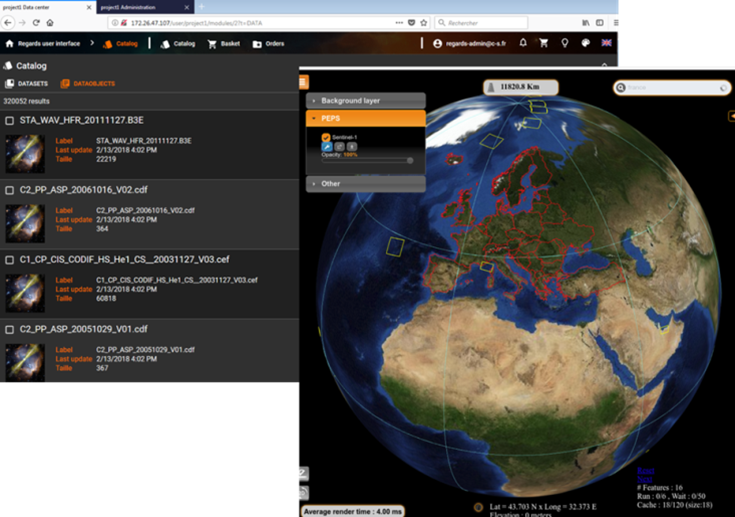 project1 Data center
project1 Administration
172.26.47.107/user/project1/modules/2?t=DATA
Rechercher
Regards user interface
Catalog
Catalog
Basket
Orders
regards-admin@c-s.fr
Catalog
DATASETS
DATAOBJECTS
320052 results
STA_WAV_HFR_20111127.B3E
Label STA_WAV_HFR_20111127.B3E
Last update 2/13/2018 4:02 PM
Taille 22219
C2_PP_ASP_20061016_V02.cdf
Label C2_PP_ASP_20061016_V02.cdf
Last update 2/13/2018 4:02 PM
Taille 364
C1_CP_CIS_CODIF_HS_He1_CS__20031127_V03.cef
Label C1_CP_CIS_CODIF_HS_He1_CS__20031127_V03.cef
Last update 2/13/2018 4:02 PM
Taille 60818
C2_PP_ASP_20051029_V01.cdf
Label C2_PP_ASP_20051029_V01.cdf
Last update 2/13/2018 4:02 PM
Taille 367
11820.8 Km
Background layer
PEPS
Sentinel-1
Opacity: 100%
Other
# Features : 16
Run : 0/6 , Wait : 0/50
Cache : 18/120 (size:18)
Average render time : 4.00 ms
Lat = 43.703 N x Long = 32.373 E
Elevation : 0 meters